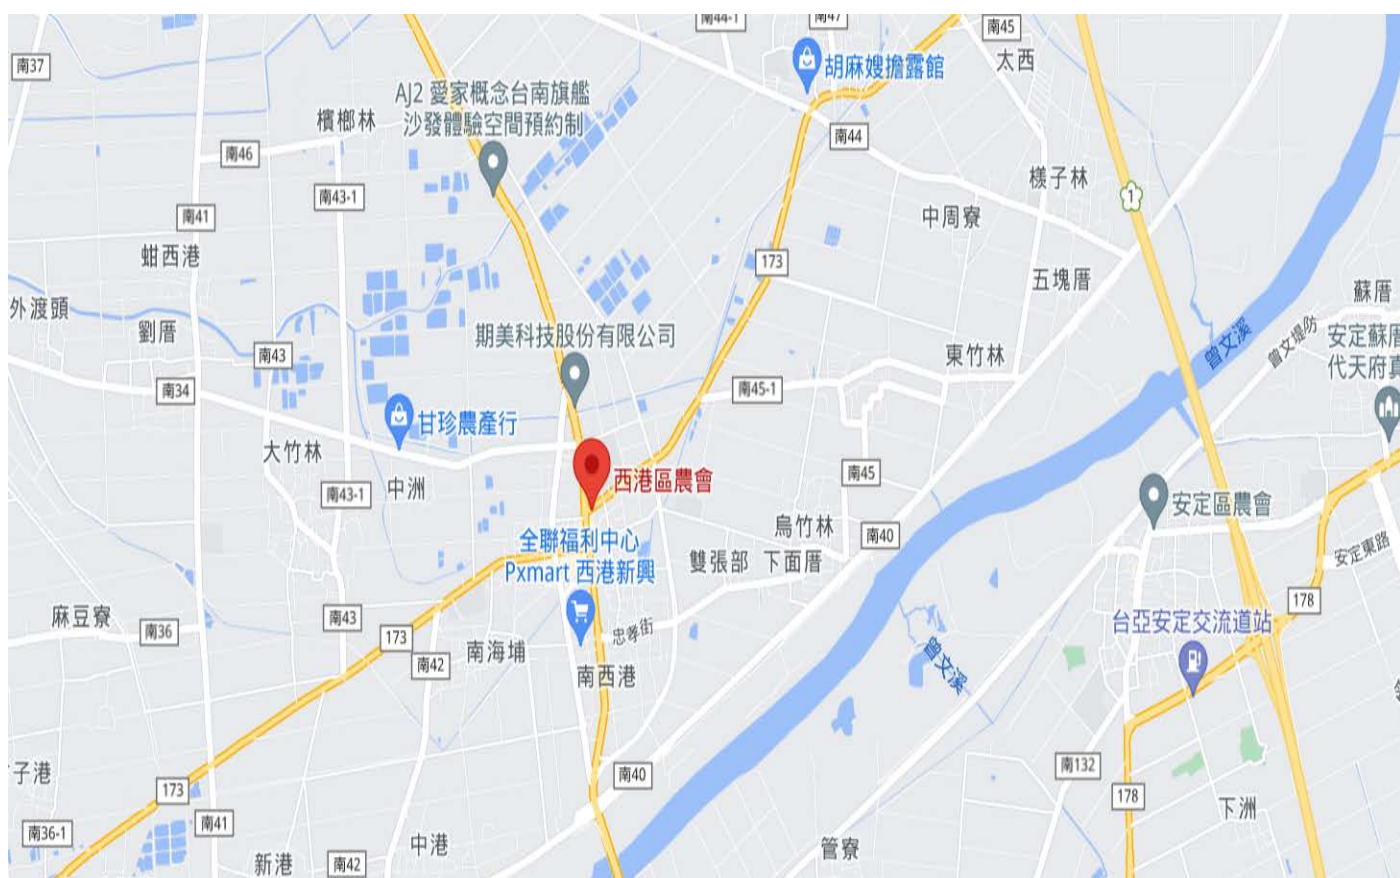 南44-1
南47
南45
太西
南37
胡麻嫂擔露館
AJ2 愛家概念台南旗艦
沙發體驗空間預約制
檳榔林
南44
南46
樣子林
南43-1
1
南41
中周寮
蚶西港
173
五塊厝
外渡頭
蘇厝
劉厝
期美科技股份有限公司
曾文溪
曾文堤防
安定蘇厝
代天府真
南43
東竹林
南34
南45-1
甘珍農產行
大竹林
南45
西港區農會
中洲
南43-1
安定區農會
烏竹林
南40
全聯福利中心
Pxmart 西港新興
雙張部
下面厝
安定東路
178
麻豆寮
南43
南36
173
忠孝街
台亞安定交流道站
南海埔
南42
曾文溪
南西港
子港
南40
南132
173
178
下洲
南41
南36-1
中港
管寮
新港
南42